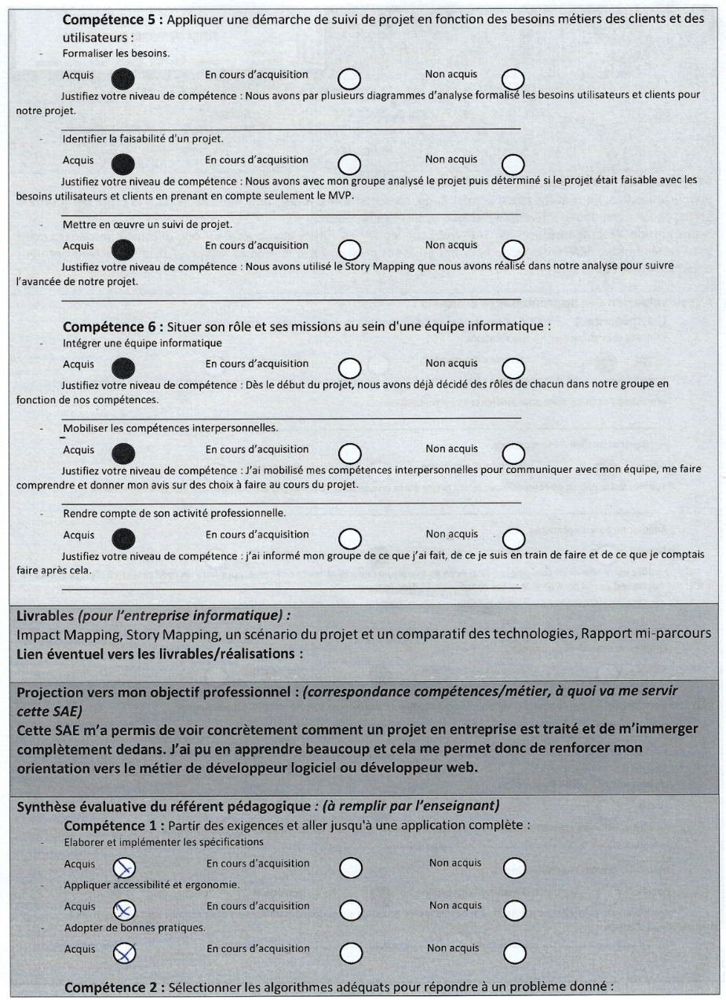 Compétence 5 : Appliquer une démarche de suivi de projet en fonction des besoins métiers des clients et des
utilisateurs :
- Formaliser les besoins.
Acquis En cours d'acquisition Non acquis
Justifiez votre niveau de compétence : Nous avons par plusieurs diagrammes d'analyse formalisé les besoins utilisateurs et clients pour
notre projet.
- Identifier la faisabilité d'un projet.
Acquis En cours d'acquisition Non acquis
Justifiez votre niveau de compétence : Nous avons avec mon groupe analysé le projet puis déterminé si le projet était faisable avec les
besoins utilisateurs et clients en prenant en compte seulement le MVP.
- Mettre en œuvre un suivi de projet.
Acquis En cours d'acquisition Non acquis
Justifiez votre niveau de compétence : Nous avons utilisé le Story Mapping que nous avons réalisé dans notre analyse pour suivre
l'avancée de notre projet.
Compétence 6 : Situer son rôle et ses missions au sein d'une équipe informatique :
- Intégrer une équipe informatique
Acquis En cours d'acquisition Non acquis
Justifiez votre niveau de compétence : Dès le début du projet, nous avons déjà décidé des rôles de chacun dans notre groupe en
fonction de nos compétences.
- Mobiliser les compétences interpersonnelles.
Acquis En cours d'acquisition Non acquis
Justifiez votre niveau de compétence : J'ai mobilisé mes compétences interpersonnelles pour communiquer avec mon équipe, me faire
comprendre et donner mon avis sur des choix à faire au cours du projet.
- Rendre compte de son activité professionnelle.
Acquis En cours d'acquisition Non acquis
Justifiez votre niveau de compétence : j'ai informé mon groupe de ce que j'ai fait, de ce je suis en train de faire et de ce que je comptais
faire après cela.
Livrables (pour l'entreprise informatique) :
Impact Mapping, Story Mapping, un scénario du projet et un comparatif des technologies, Rapport mi-parcours
Lien éventuel vers les livrables/réalisations :
Projection vers mon objectif professionnel : (correspondance compétences/métier, à quoi va me servir
cette SAE)
Cette SAE m'a permis de voir concrètement comment un projet en entreprise est traité et de m'immerger
complètement dedans. J'ai pu en apprendre beaucoup et cela me permet donc de renforcer mon
orientation vers le métier de développeur logiciel ou développeur web.
Synthèse évaluative du référent pédagogique : (à remplir par l'enseignant)
Compétence 1 : Partir des exigences et aller jusqu'à une application complète :
- Elaborer et implémenter les spécifications
Acquis En cours d'acquisition Non acquis
- Appliquer accessibilité et ergonomie.
Acquis En cours d'acquisition Non acquis
- Adopter de bonnes pratiques.
Acquis En cours d'acquisition Non acquis
Compétence 2 : Sélectionner les algorithmes adéquats pour répondre à un problème donné :